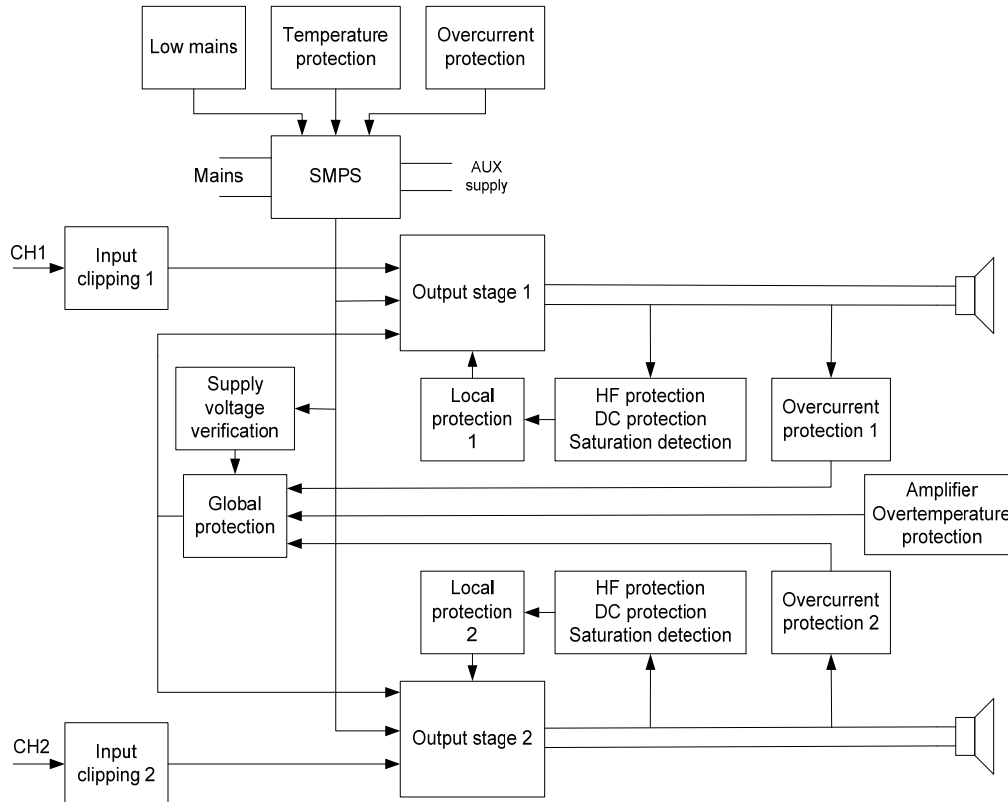 Low mains
Temperature
protection
Overcurrent
protection
Mains
SMPS
AUX
supply
CH1
Input
clipping 1
Output stage 1
Supply
voltage
verification
Local
protection
1
HF protection
DC protection
Saturation detection
Overcurrent
protection 1
Global
protection
Amplifier
Overtemperature
protection
Local
protection
2
HF protection
DC protection
Saturation detection
Overcurrent
protection 2
CH2
Input
clipping 2
Output stage 2